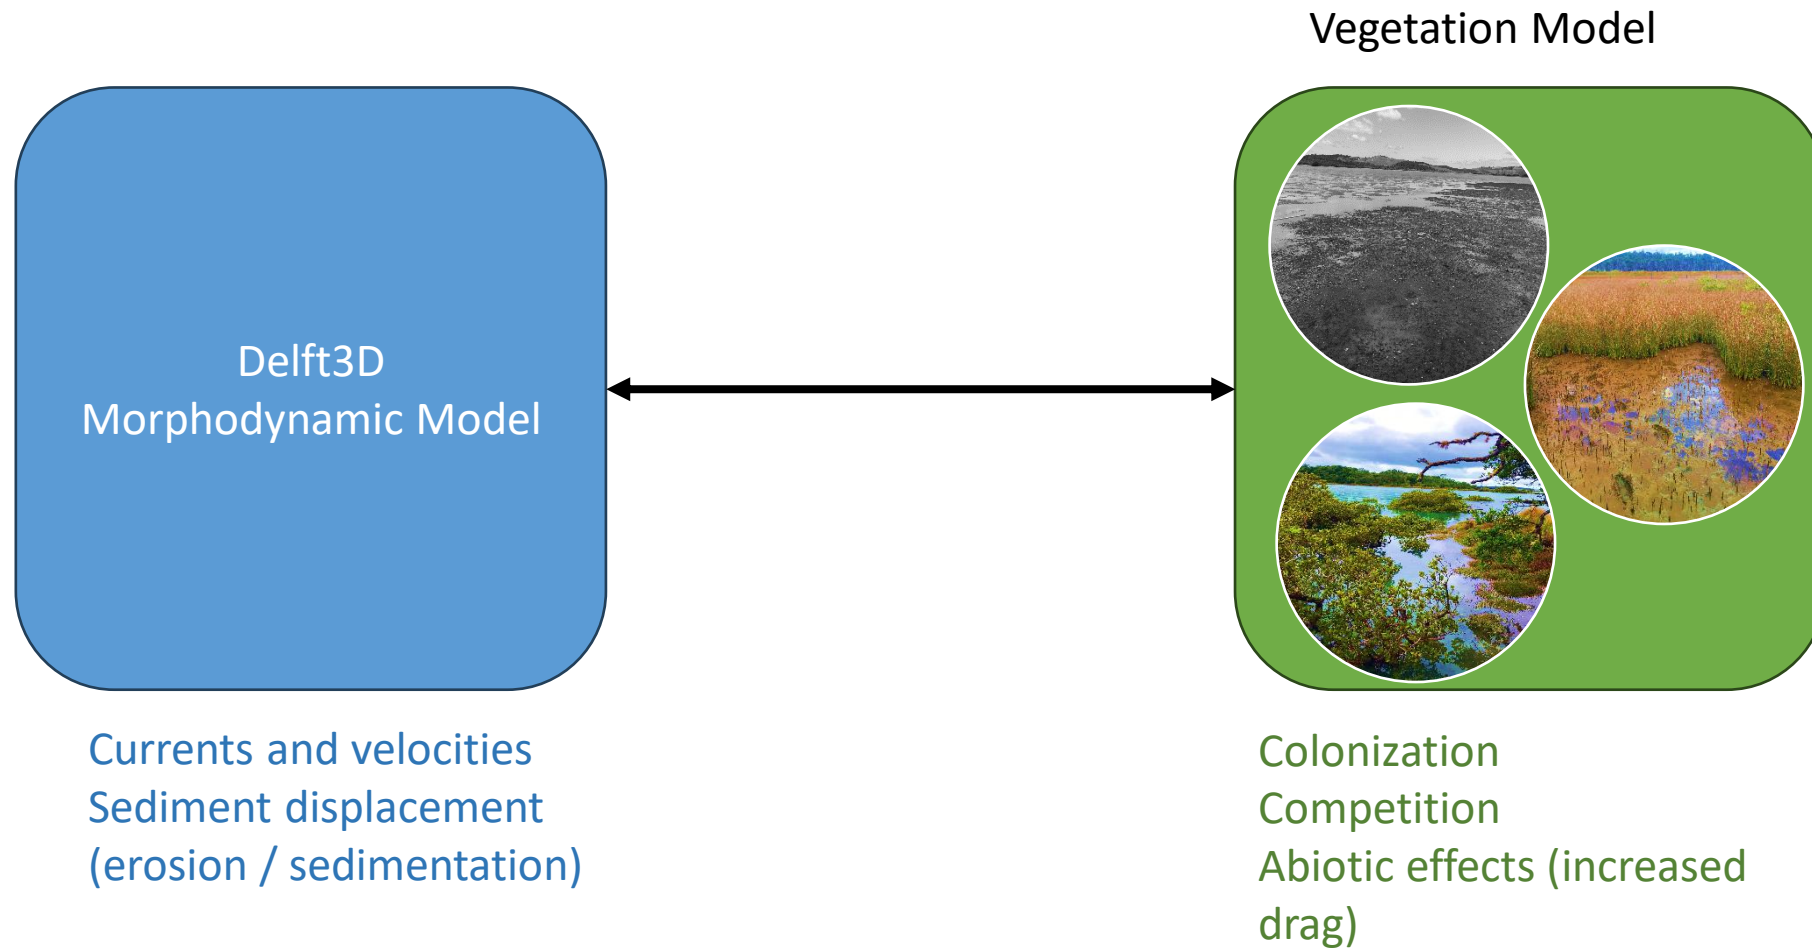 Vegetation Model
Delft3D
Morphodynamic Model
Currents and velocities
Sediment displacement
(erosion / sedimentation)
Colonization
Competition
Abiotic effects (increased
drag)